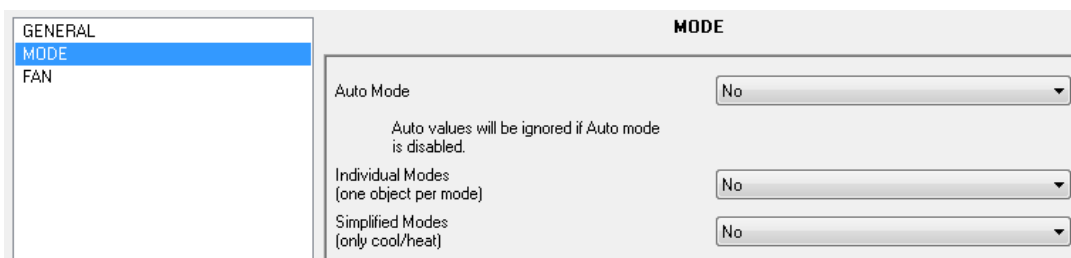 GENERAL
MODE
FAN
MODE
Auto Mode
No
Auto values will be ignored if Auto mode
is disabled.
Individual Modes
(one object per mode)
No
Simplified Modes
(only cool/heat)
No